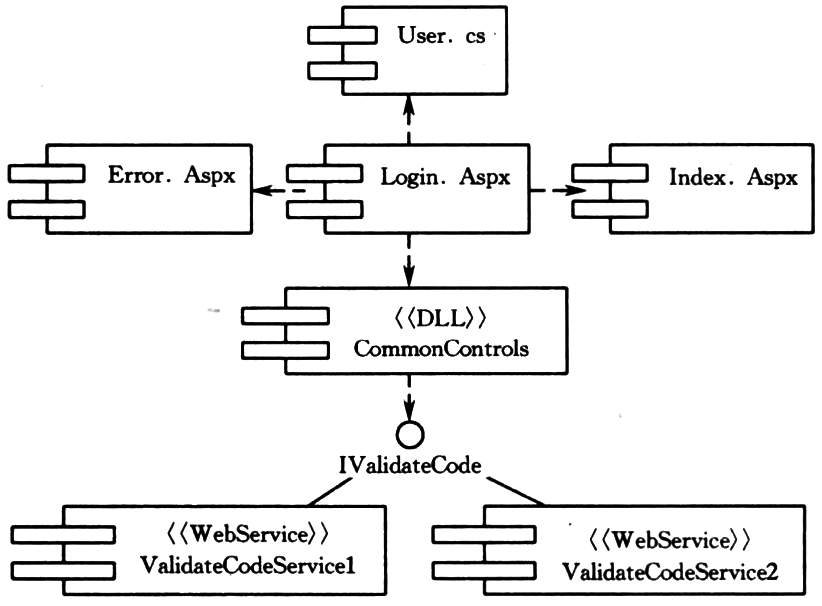 User. cs
Error. Aspx
Login. Aspx
Index. Aspx
〈〈DLL〉〉
CommonControls
IValidateCode
〈〈WebService〉〉
ValidateCodeService1
〈〈WebService〉〉
ValidateCodeService2